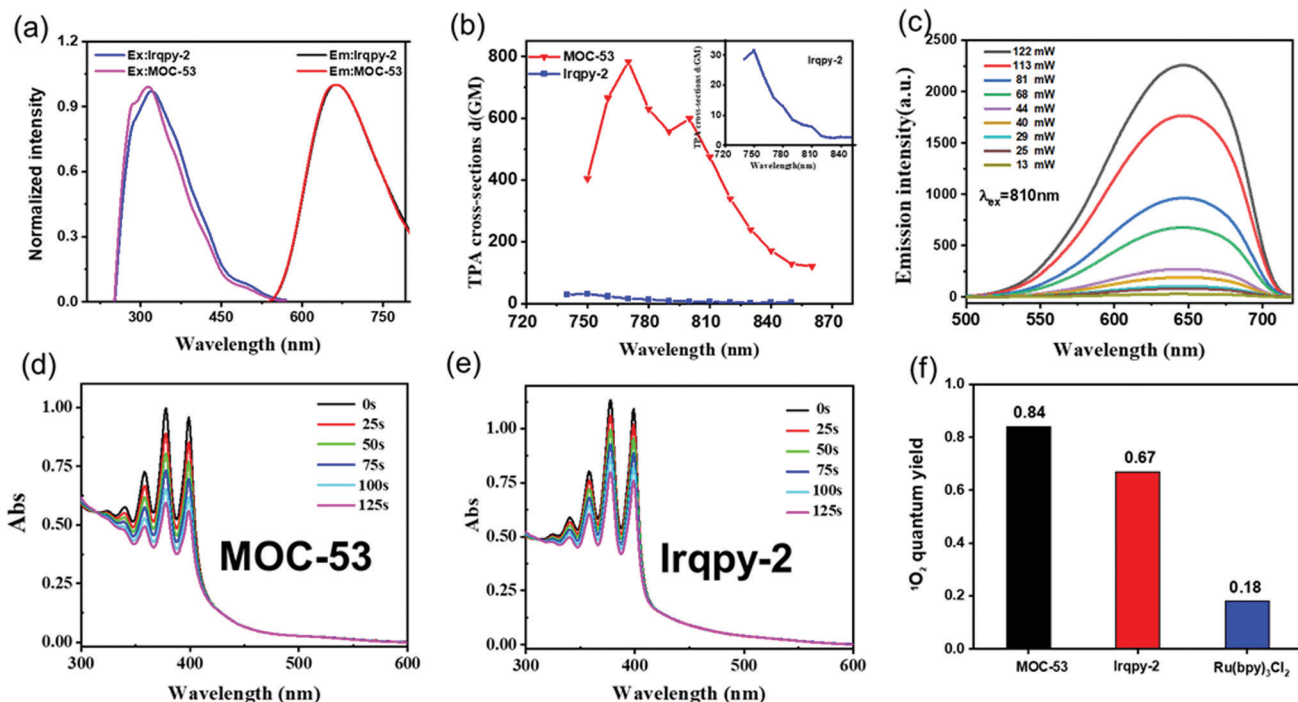 (a)
Normalized intensity
1.2
0.9
0.6
0.3
0.0
Ex:Irqpy-2
Ex:MOC-53
Em:Irqpy-2
Em:MOC-53
300
450
600
750
Wavelength (nm)
(b)
TPA cross-sections d(GM)
800
600
400
200
0
MOC-53
Irqpy-2
720
750
780
810
840
870
Wavelength (nm)
TPA cross-sections d(GM)
30
20
10
0
Irqpy-2
720
750
780
810
840
Wavelength(nm)
(c)
Emission intensity(a.u.)
2500
2250
2000
1750
1500
1250
1000
750
500
250
0
122 mW
113 mW
81 mW
68 mW
44 mW
40 mW
29 mW
25 mW
13 mW
λex=810nm
500
550
600
650
700
Wavelength (nm)
(d)
Abs
1.00
0.75
0.50
0.25
0.00
0s
25s
50s
75s
100s
125s
MOC-53
300
400
500
600
Wavelength (nm)
(e)
Abs
1.00
0.75
0.50
0.25
0.00
0s
25s
50s
75s
100s
125s
Irqpy-2
300
400
500
600
Wavelength (nm)
(f)
¹O₂ quantum yield
1.0
0.8
0.6
0.4
0.2
0.0
0.84
0.67
0.18
MOC-53
Irqpy-2
Ru(bpy)₃Cl₂